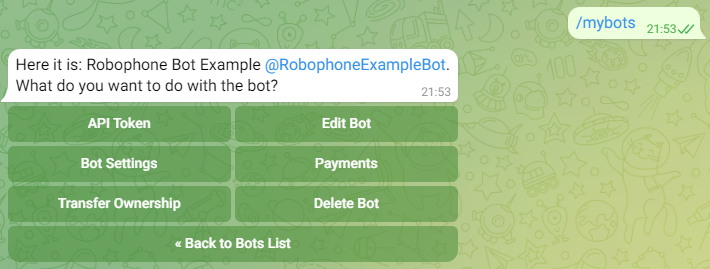 /mybots
21:53
Here it is: Robophone Bot Example @RobophoneExampleBot.
What do you want to do with the bot?
21:53
API Token
Edit Bot
Bot Settings
Payments
Transfer Ownership
Delete Bot
« Back to Bots List